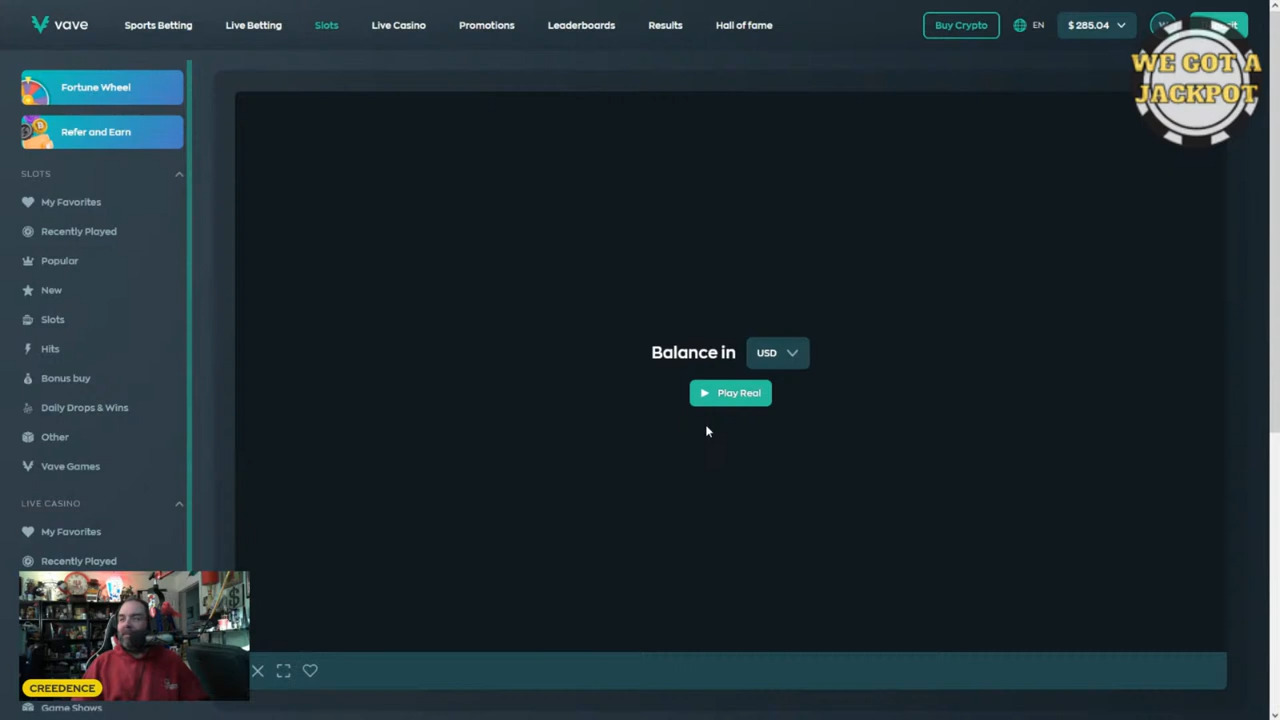 vave
Sports Betting
Live Betting
Slots
Live Casino
Promotions
Leaderboards
Results
Hall of fame
Buy Crypto
EN
$ 285.04
WE GOT A
JACKPOT
Fortune Wheel
Refer and Earn
SLOTS
My Favorites
Recently Played
Popular
New
Slots
Hits
Bonus buy
Daily Drops & Wins
Other
Vave Games
LIVE CASINO
My Favorites
Recently Played
Game Shows
Balance in
USD
Play Real
CREEDENCE